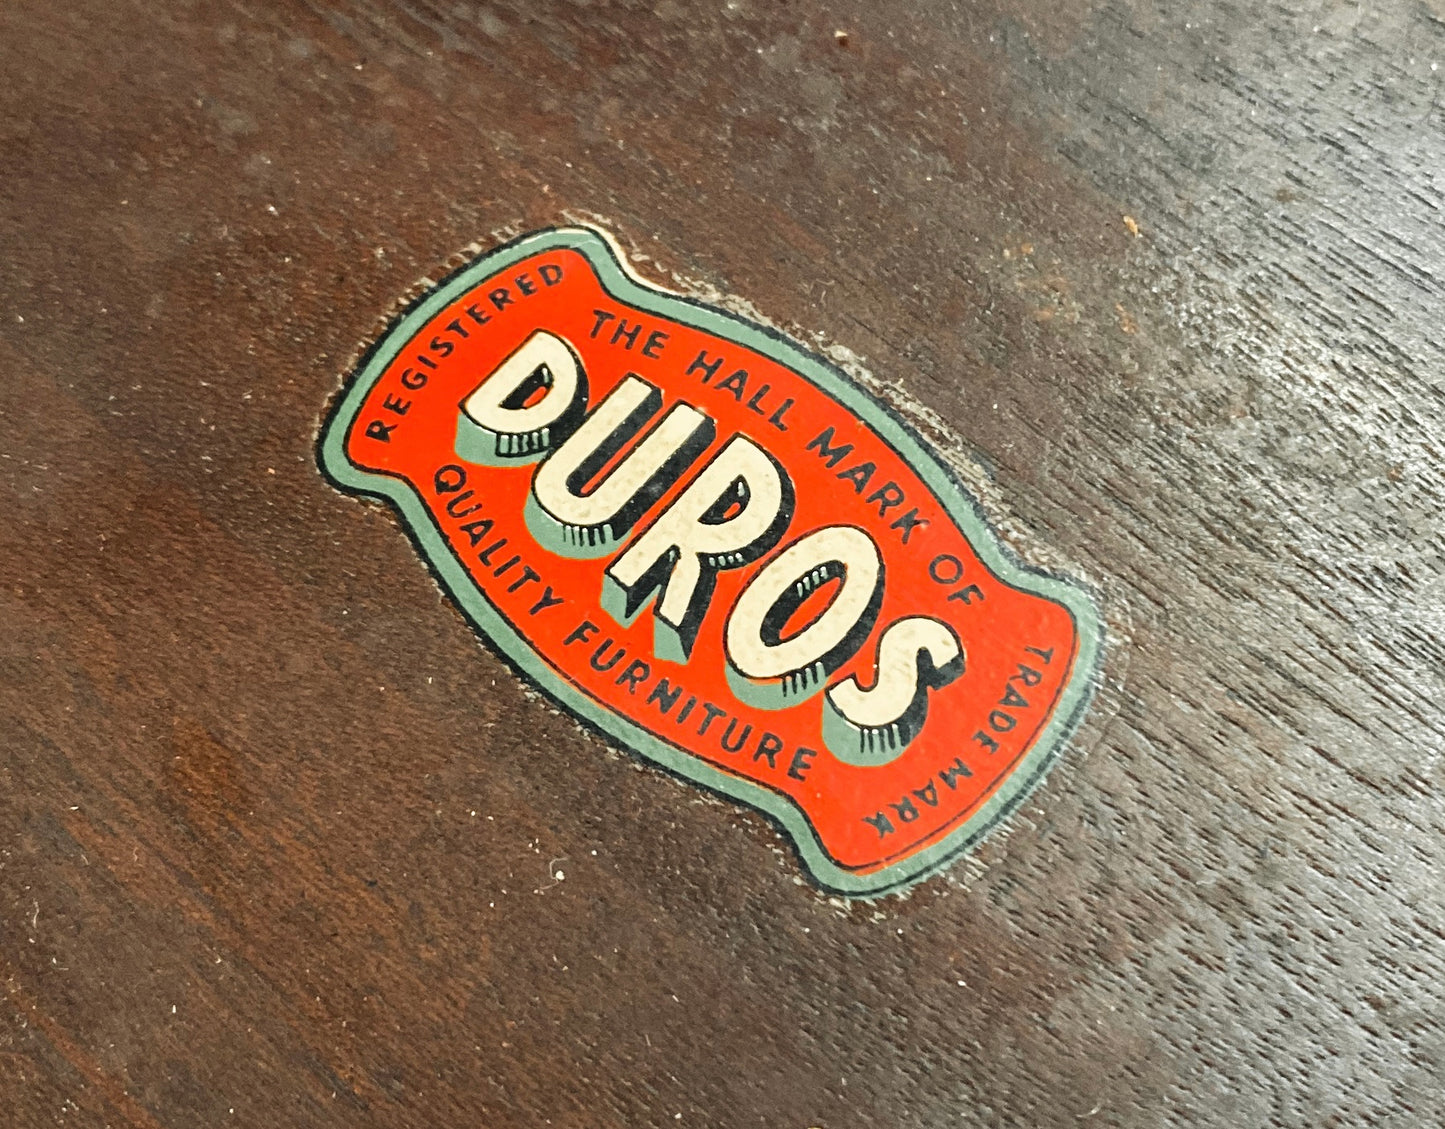 REGISTERED
THE HALL MARK OF
DUROS
QUALITY FURNITURE
TRADE MARK